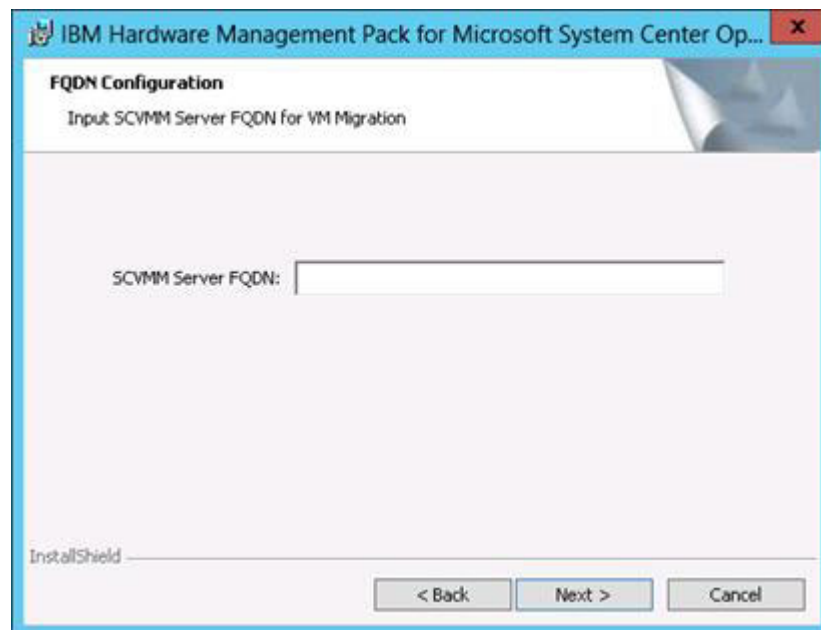 IBM Hardware Management Pack for Microsoft System Center Op...
FQDN Configuration
Input SCVMM Server FQDN for VM Migration
SCVMM Server FQDN:
InstallShield
< Back Next > Cancel